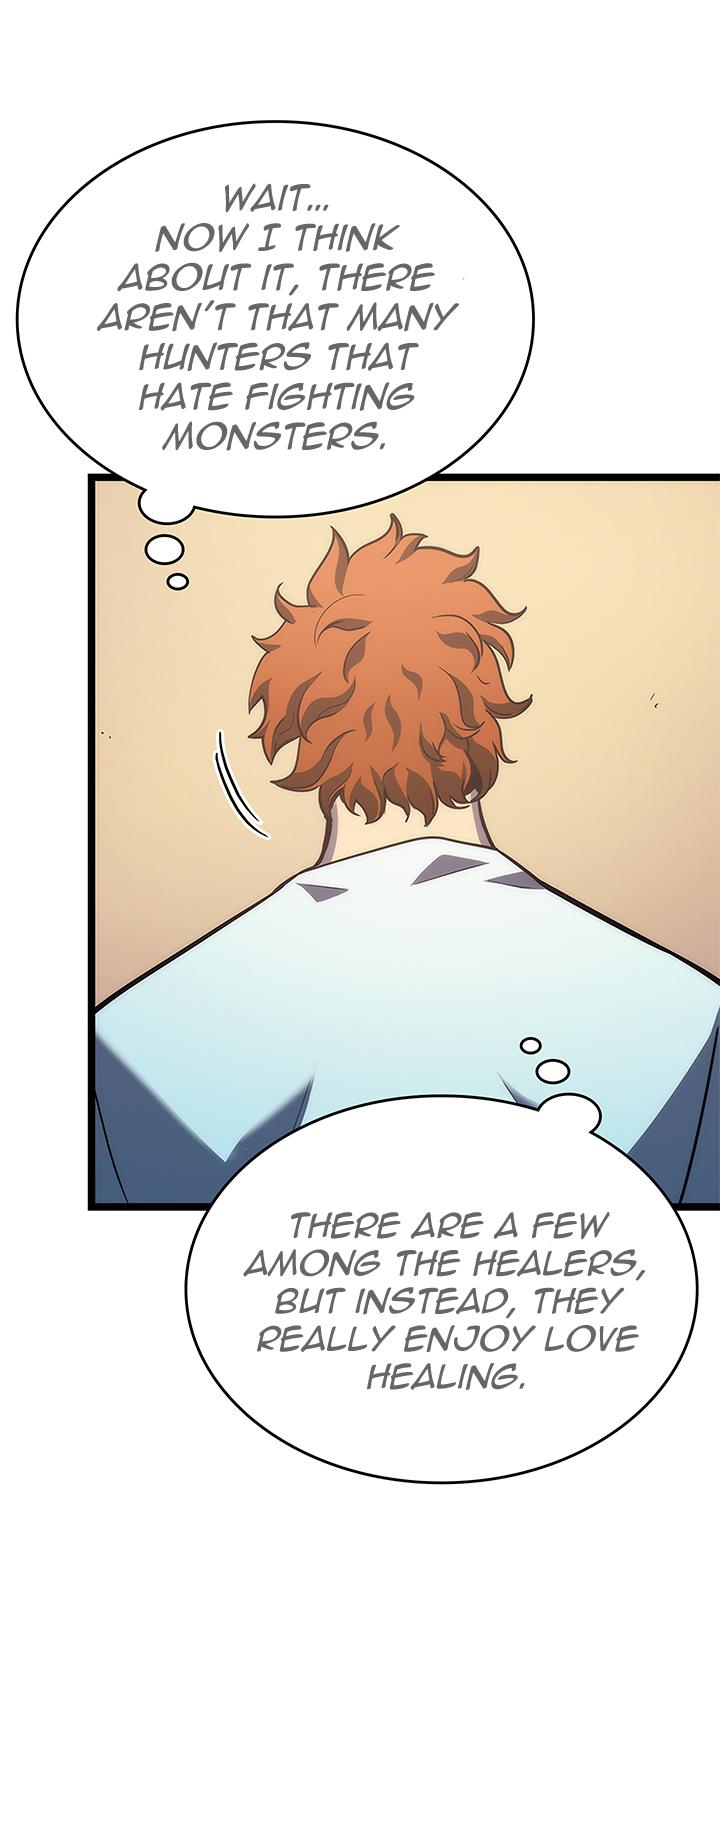 WAIT...
NOW I THINK
ABOUT IT, THERE
AREN'T THAT MANY
HUNTERS THAT
HATE FIGHTING
MONSTERS.
THERE ARE A FEW
AMONG THE HEALERS,
BUT INSTEAD, THEY
REALLY ENJOY LOVE
HEALING.